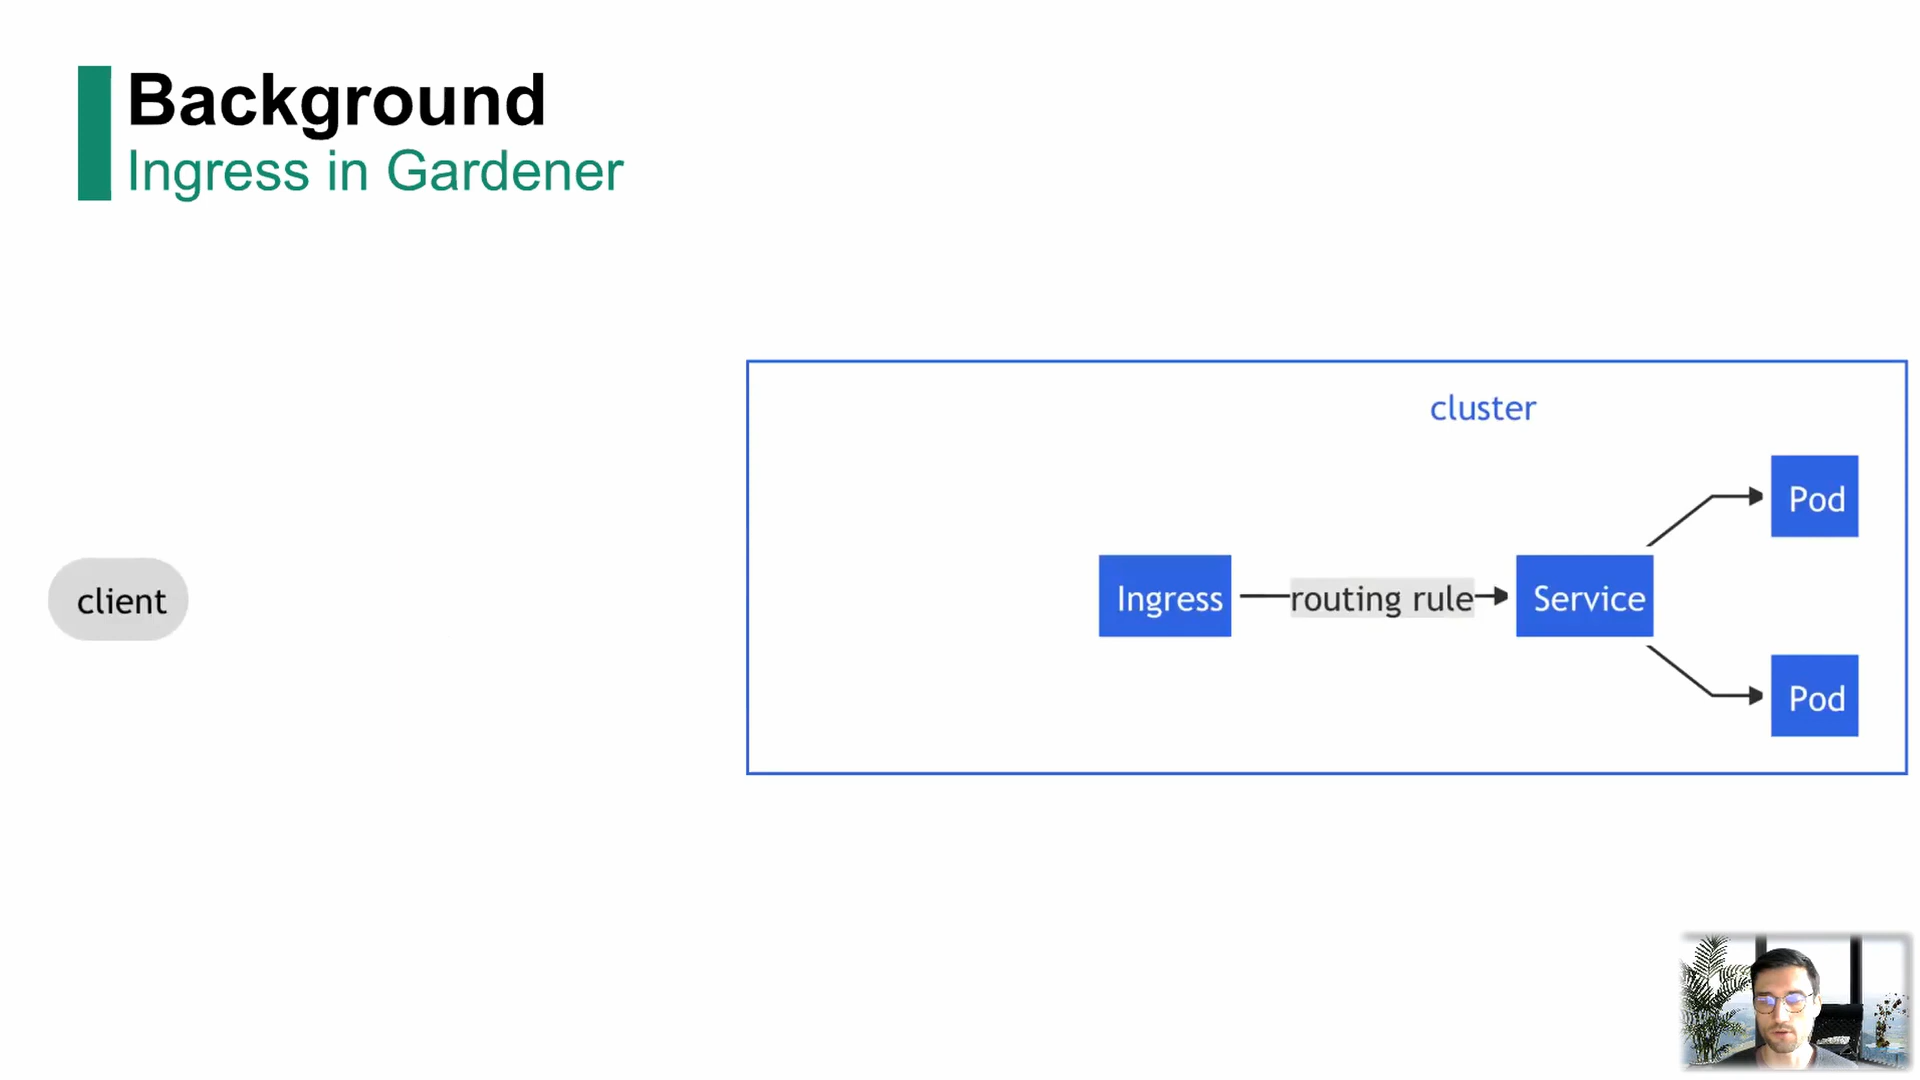 Background
Ingress in Gardener
cluster
Pod
client
Ingress
routing rule
Service
Pod